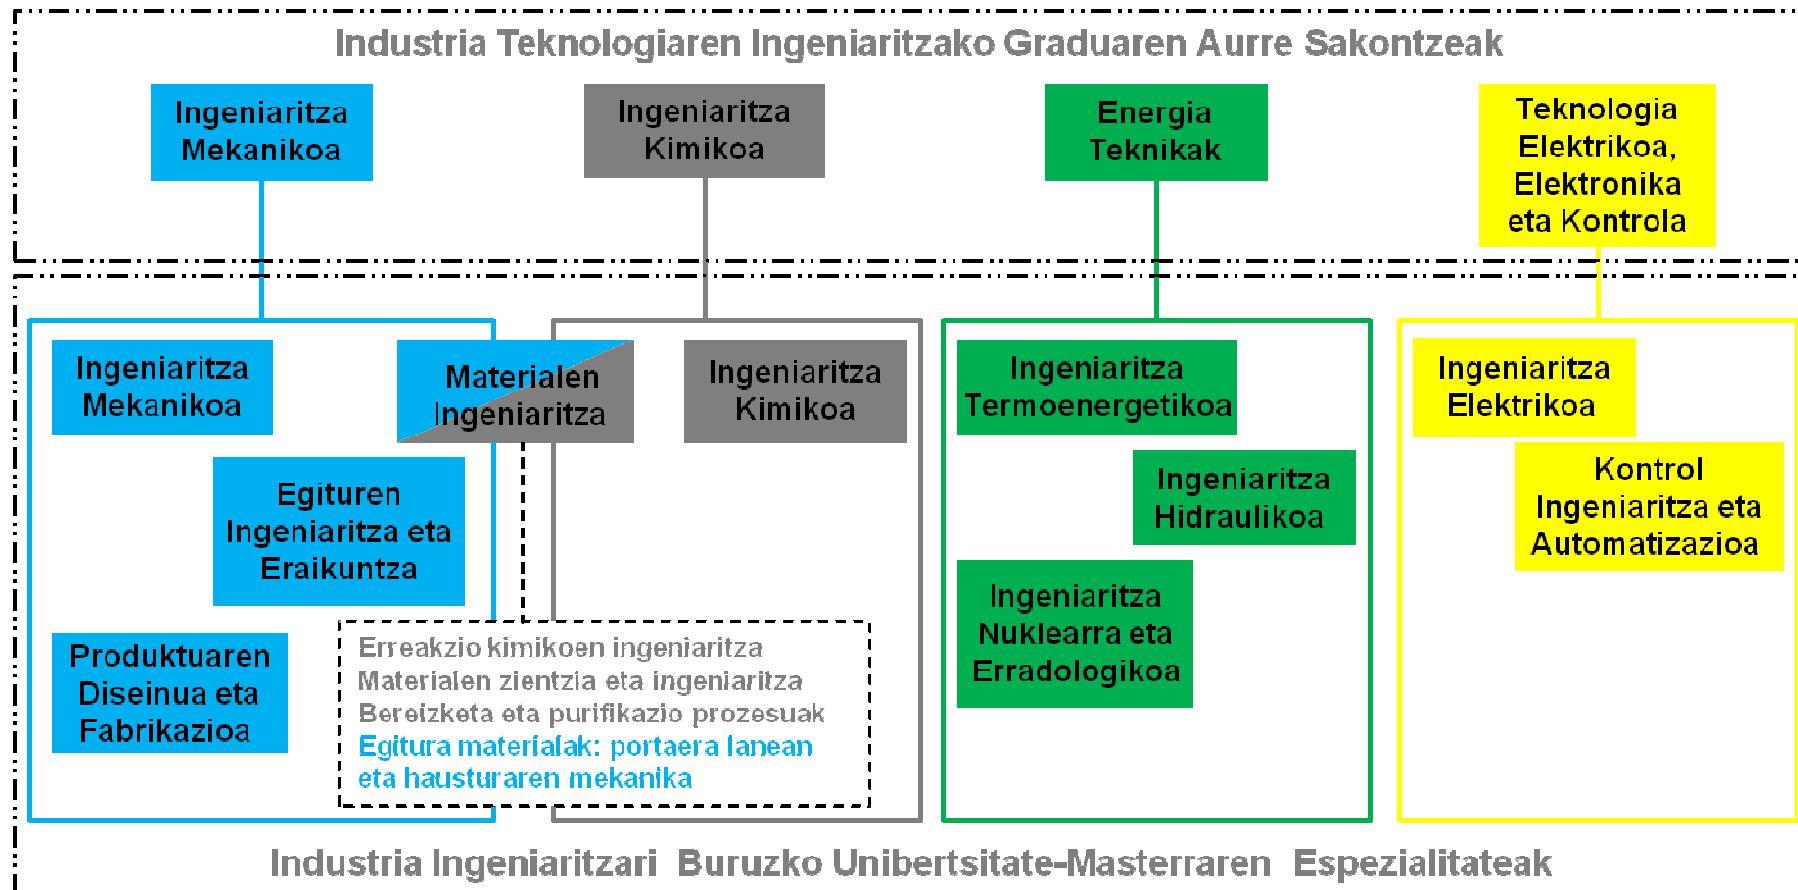 Industria Teknologiaren Ingeniaritzako Graduaren Aurre Sakontzeak
Ingeniaritza
Mekanikoa
Ingeniaritza
Kimikoa
Energia
Teknikak
Teknologia
Elektrikoa,
Elektronika
eta Kontrola
Ingeniaritza
Mekanikoa
Materialen
Ingeniaritza
Egituren
Ingeniaritza eta
Eraikuntza
Produktuaren
Diseinua eta
Fabrikazioa
Ingeniaritza
Kimikoa
Erreakzio kimikoen ingeniaritza
Materialen zientzia eta ingeniaritza
Bereizketa eta purifikazio prozesuak
Egitura materialak: portaera lanean
eta hausturaren mekanika
Ingeniaritza
Termoenergetikoa
Ingeniaritza
Hidraulikoa
Ingeniaritza
Nuklearra eta
Erradologikoa
Ingeniaritza
Elektrikoa
Kontrol
Ingeniaritza eta
Automatizazioa
Industria Ingeniaritzari Buruzko Unibertsitate-Masterraren Espezialitateak